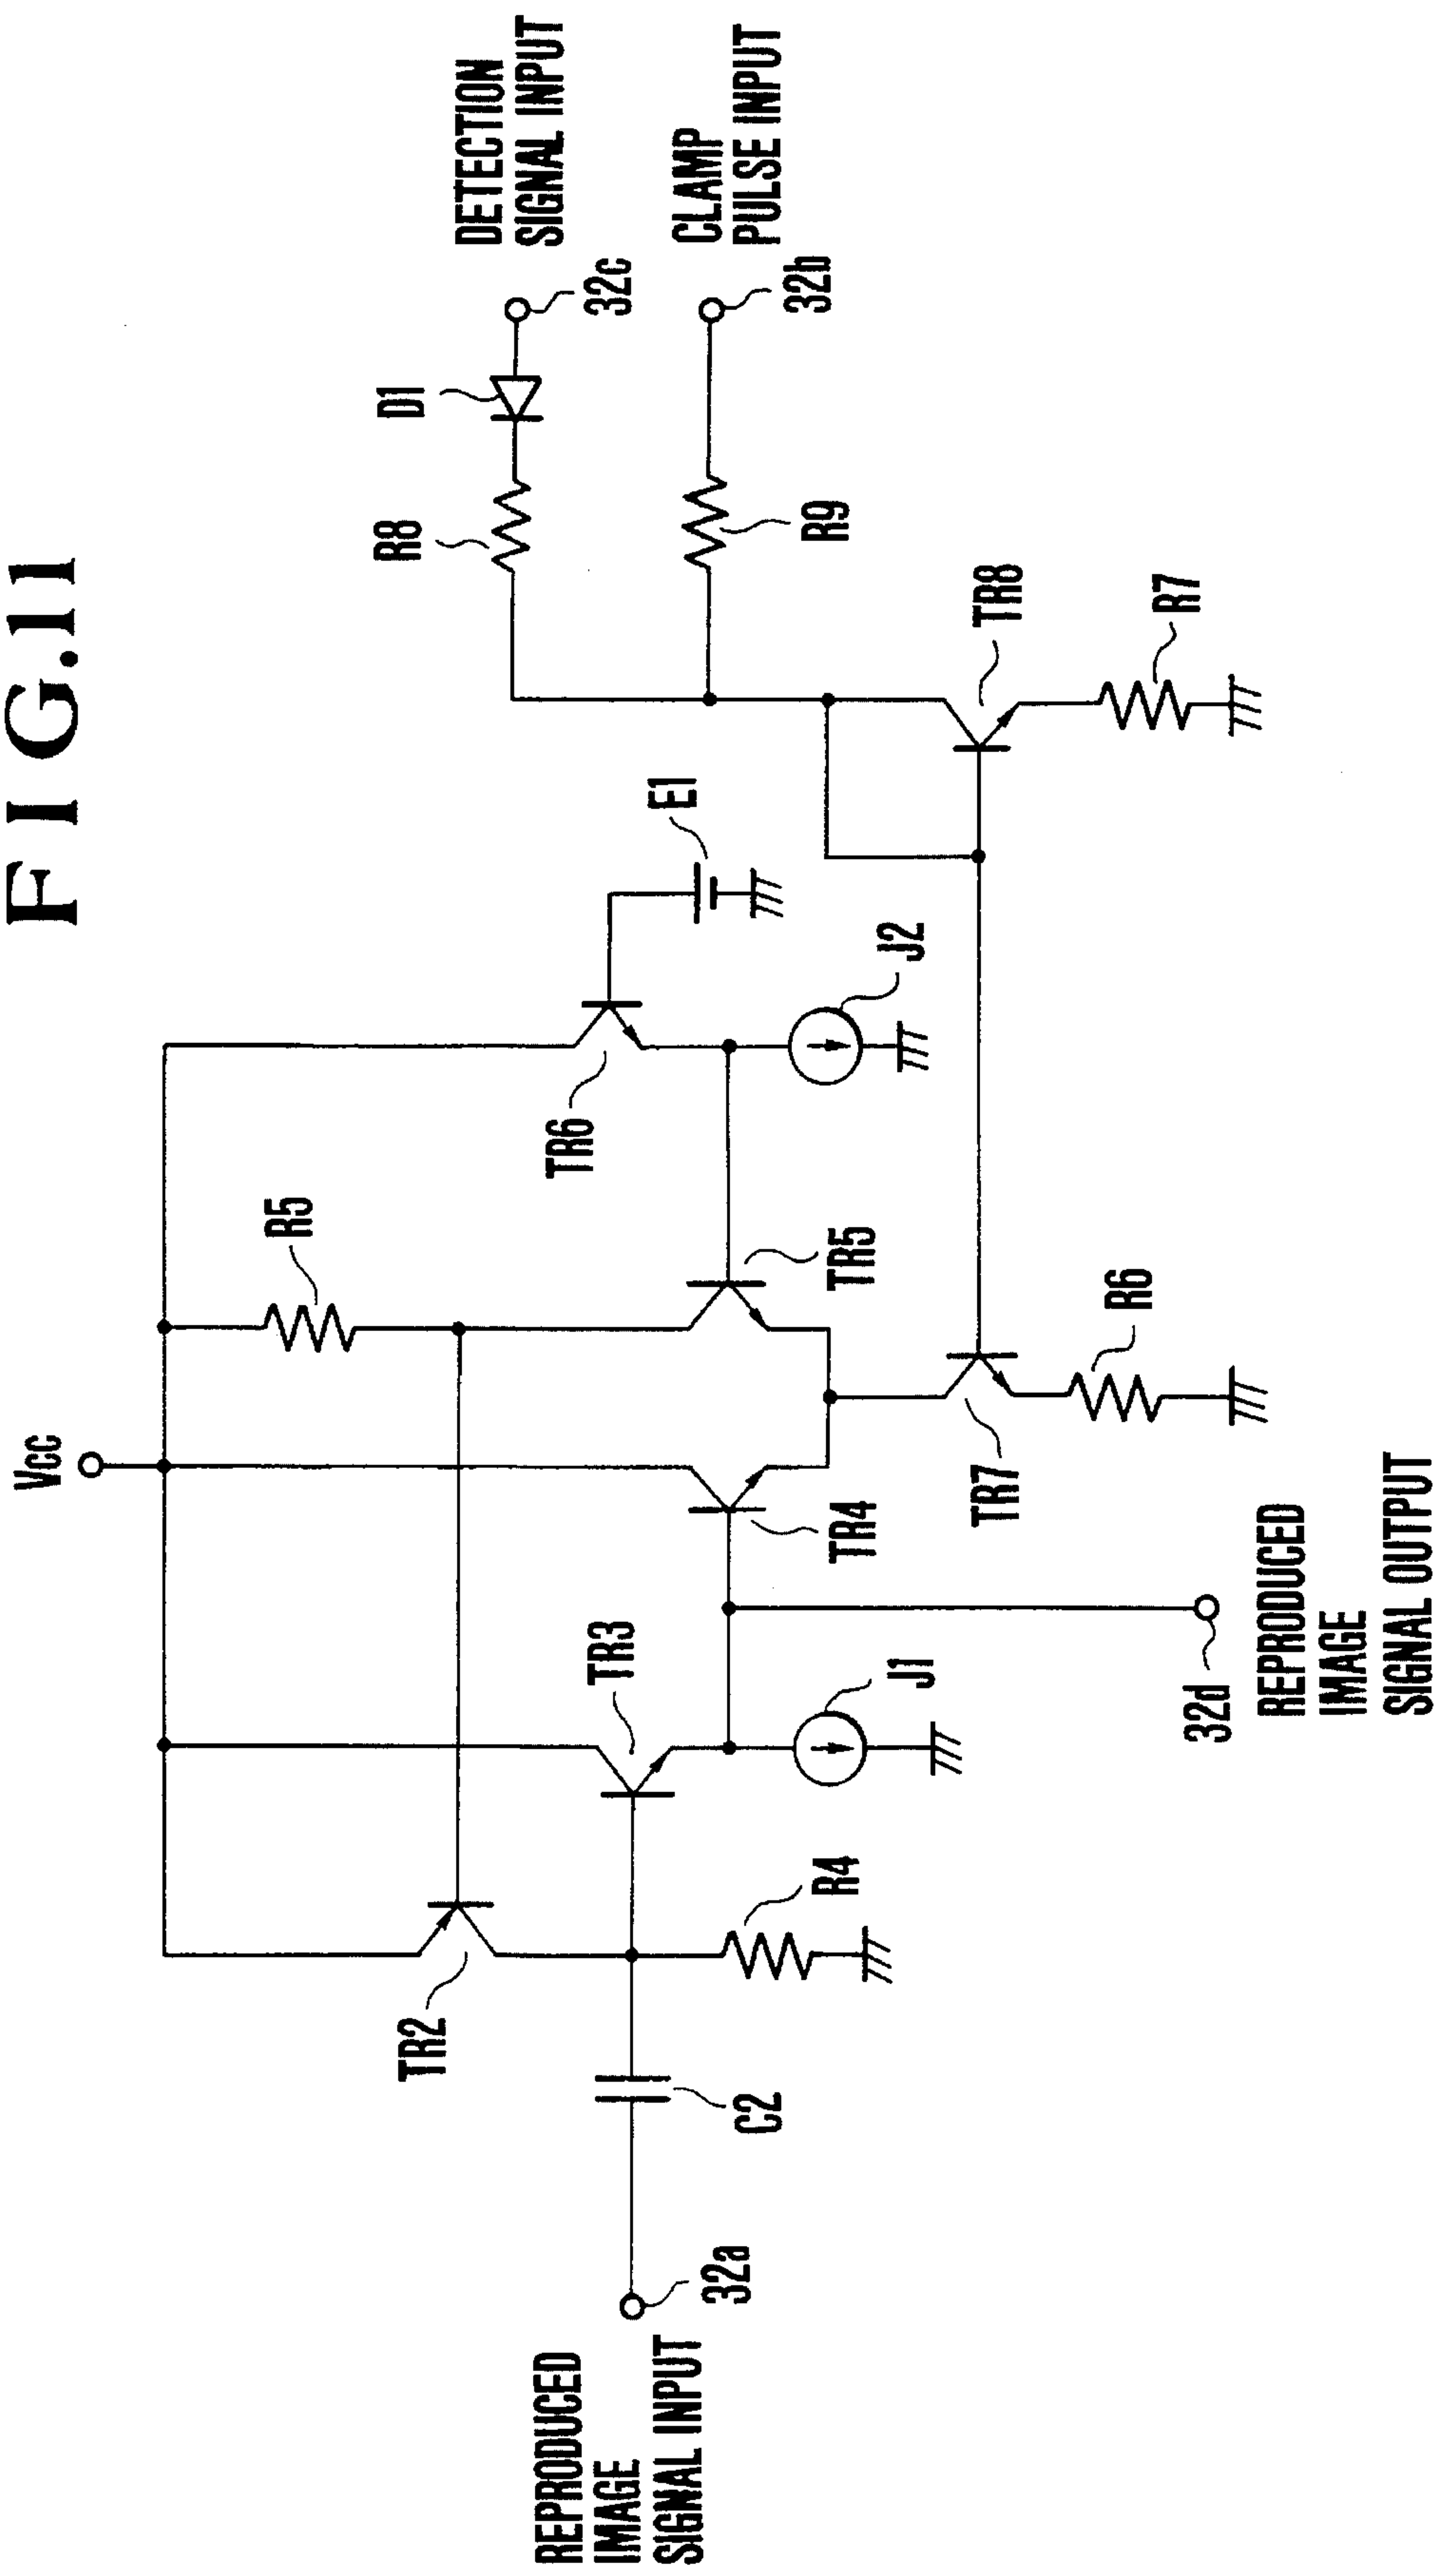 FIG.11
Vcc
R5
TR2
TR3
TR6
E1
R8
D1
DETECTION
SIGNAL INPUT
32c
CLAMP
PULSE INPUT
32b
R9
REPRODUCED
IMAGE
SIGNAL INPUT
32a
C2
R4
J1
TR4
TR5
J2
TR8
R7
TR7
R6
32d
REPRODUCED
IMAGE
SIGNAL OUTPUT